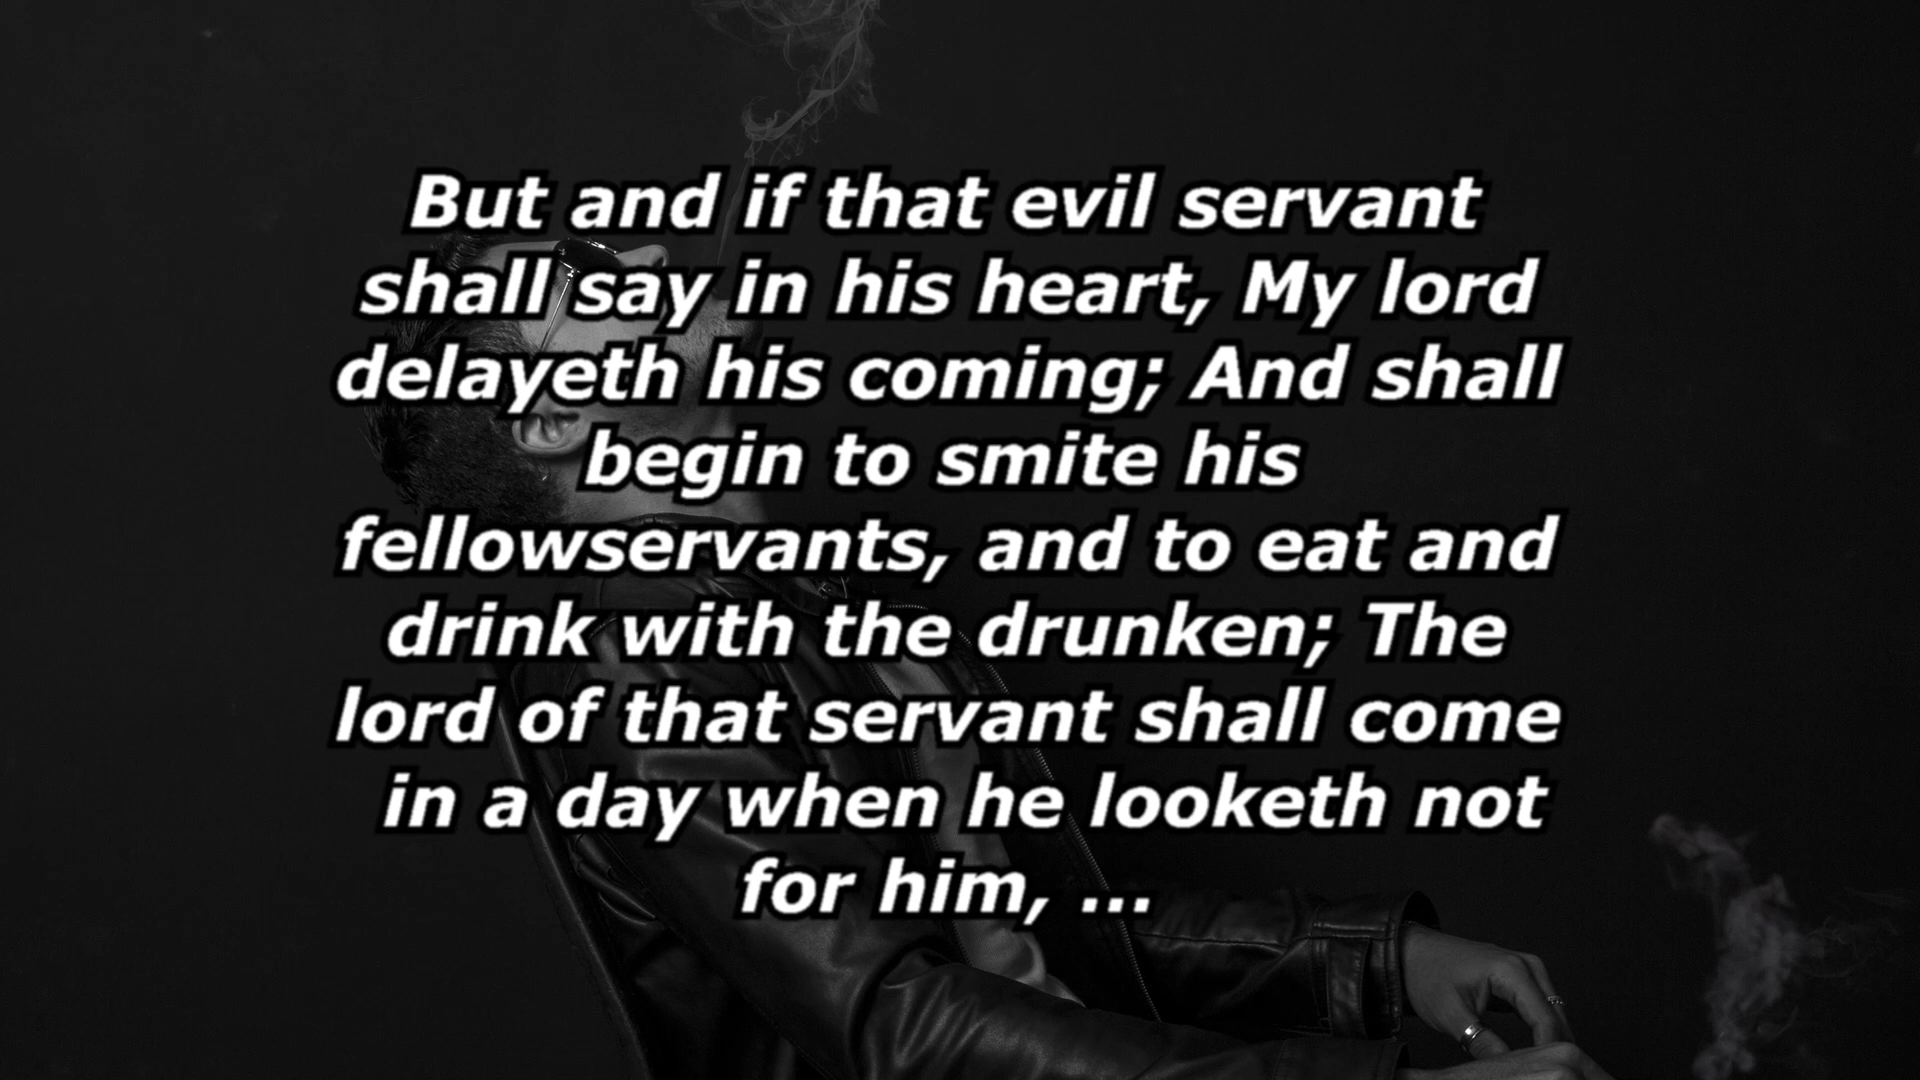 But and if that evil servant
shall say in his heart, My lord
delayeth his coming; And shall
begin to smite his
fellowservants, and to eat and
drink with the drunken; The
lord of that servant shall come
in a day when he looketh not
for him, ...